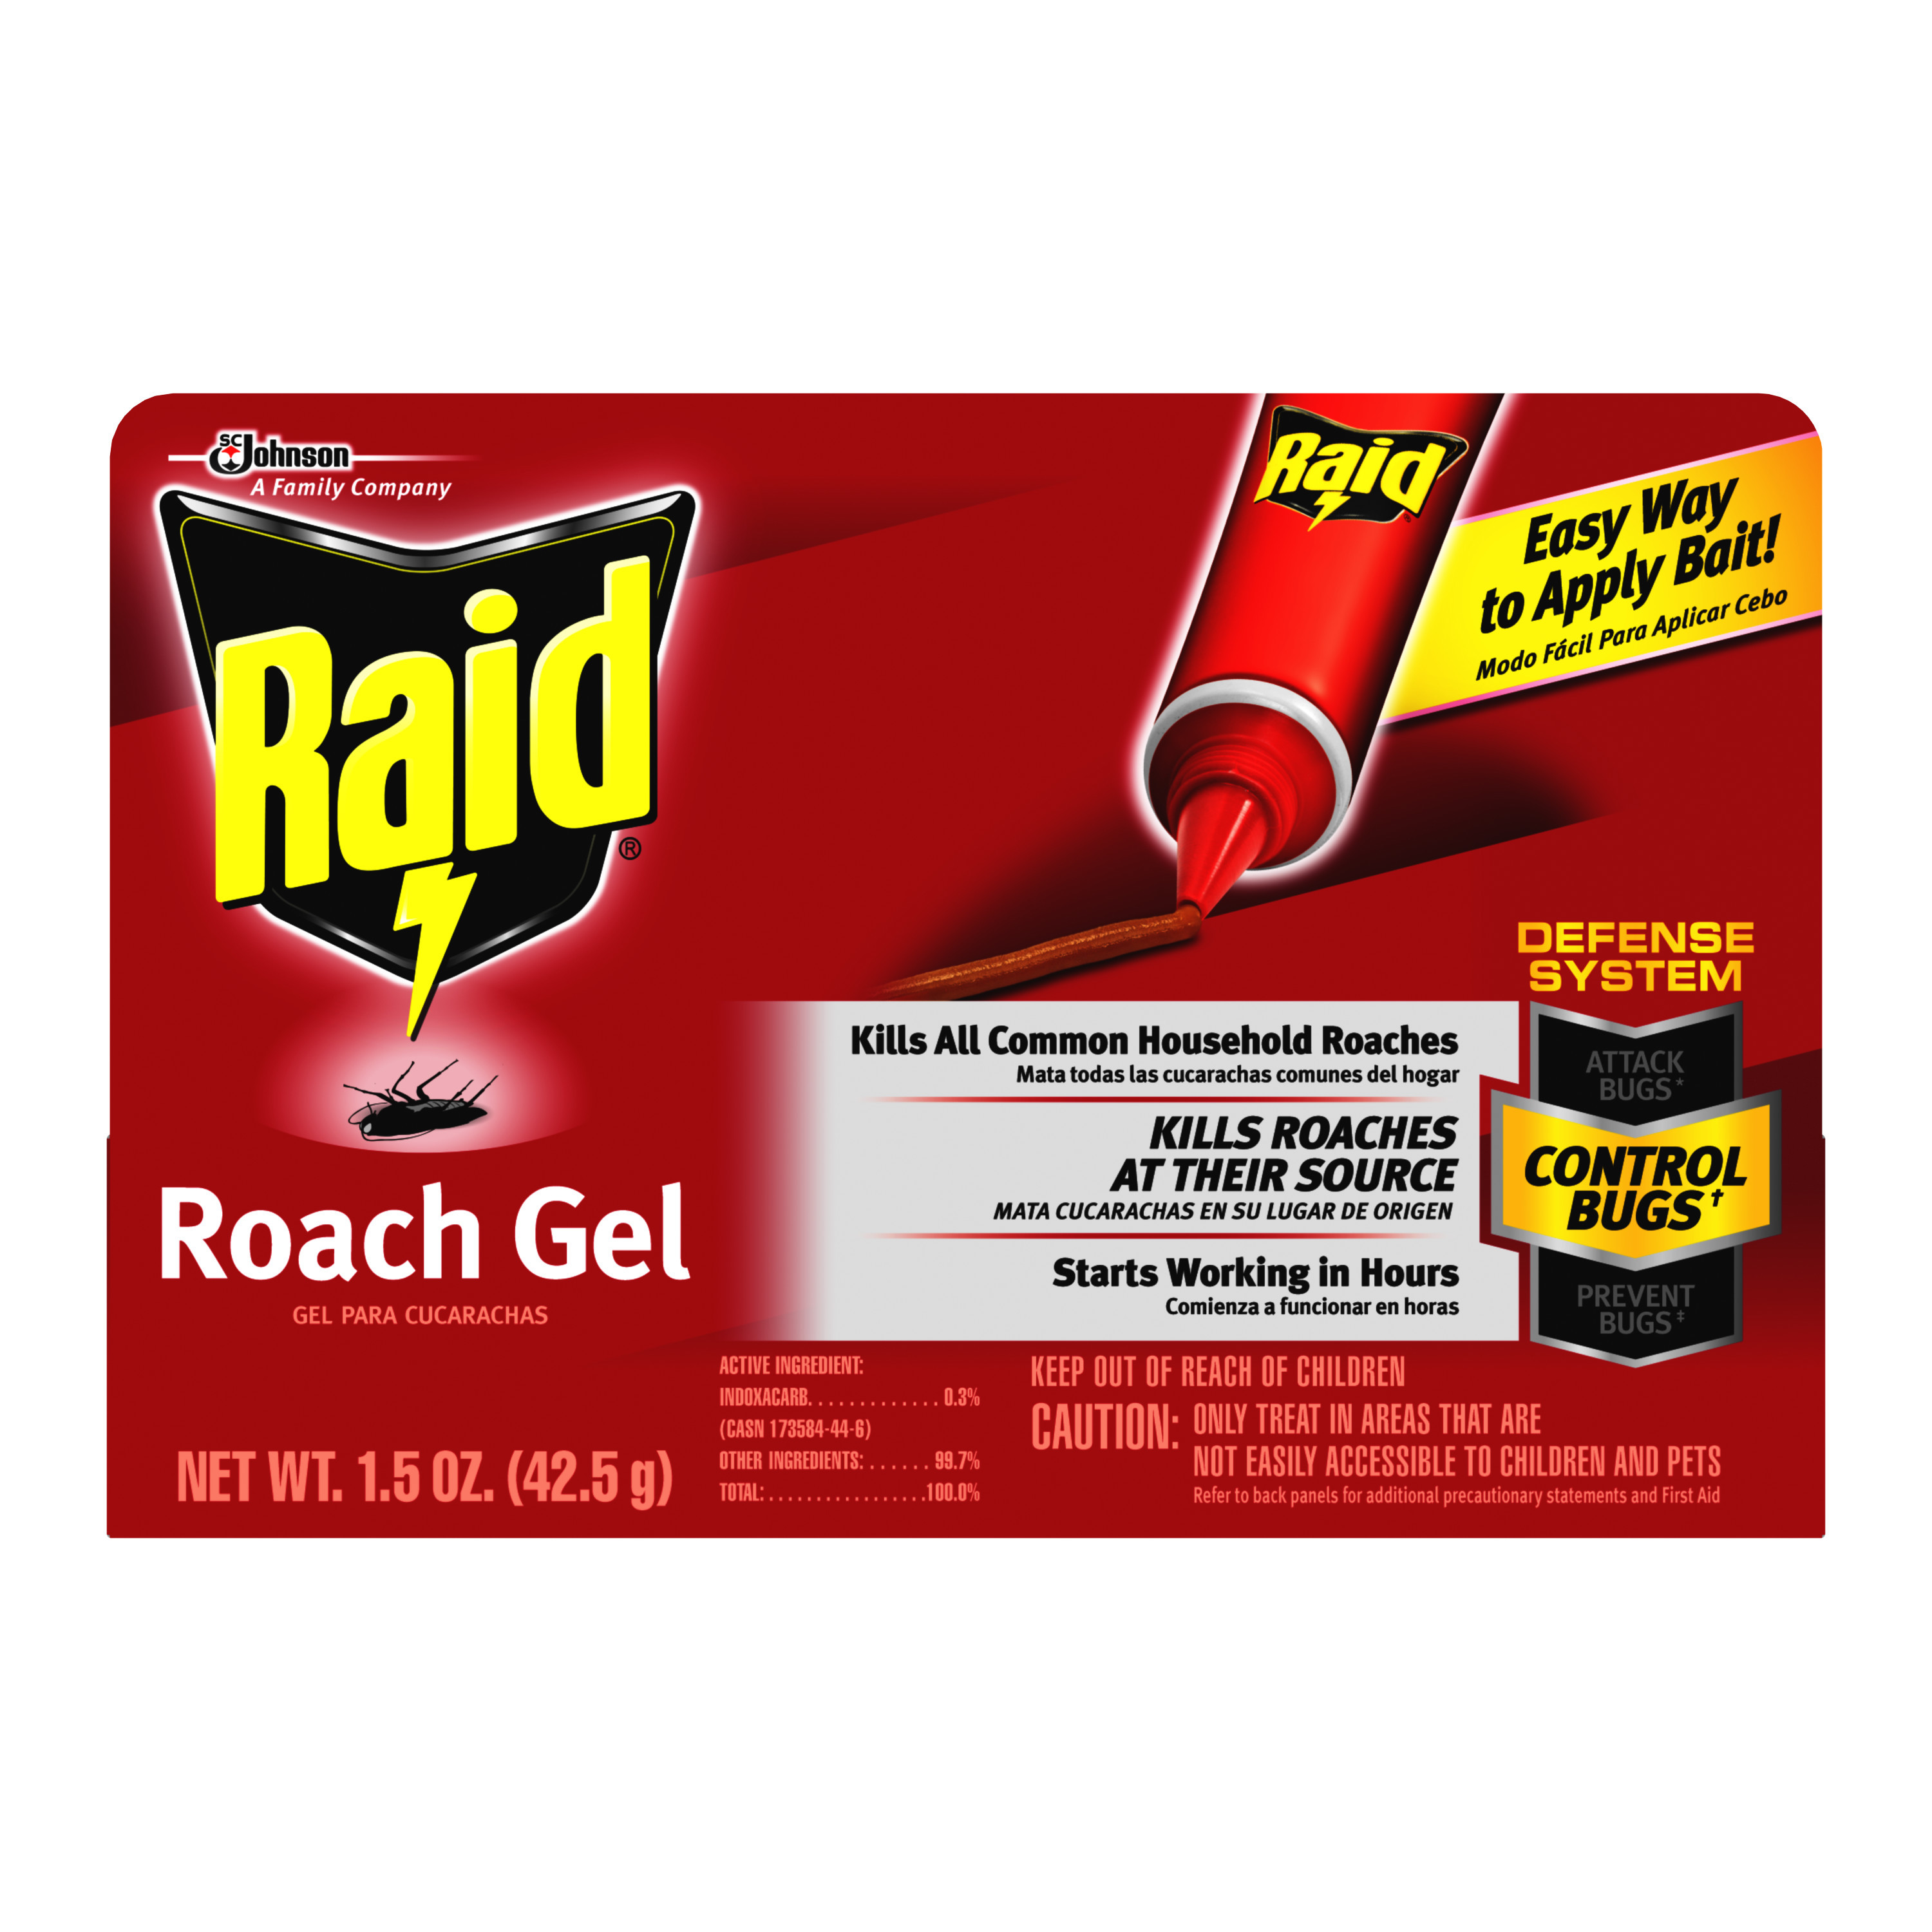 SC Johnson
A Family Company
Raid®
Roach Gel
GEL PARA CUCARACHAS
NET WT. 1.5 OZ. (42.5 g)
Raid®
Easy Way
to Apply Bait!
Modo Fácil Para Aplicar Cebo
Kills All Common Household Roaches
Mata todas las cucarachas comunes del hogar
KILLS ROACHES
AT THEIR SOURCE
MATA CUCARACHAS EN SU LUGAR DE ORIGEN
Starts Working in Hours
Comienza a funcionar en horas
DEFENSE
SYSTEM
ATTACK
BUGS*
CONTROL
BUGS†
PREVENT
BUGS‡
ACTIVE INGREDIENT:
INDOXACARB. . . . . . . . . . . . . 0.3%
(CASN 173584-44-6)
OTHER INGREDIENTS: . . . . . . 99.7%
TOTAL: . . . . . . . . . . . . . . . . .100.0%
KEEP OUT OF REACH OF CHILDREN
CAUTION: ONLY TREAT IN AREAS THAT ARE
NOT EASILY ACCESSIBLE TO CHILDREN AND PETS
Refer to back panels for additional precautionary statements and First Aid